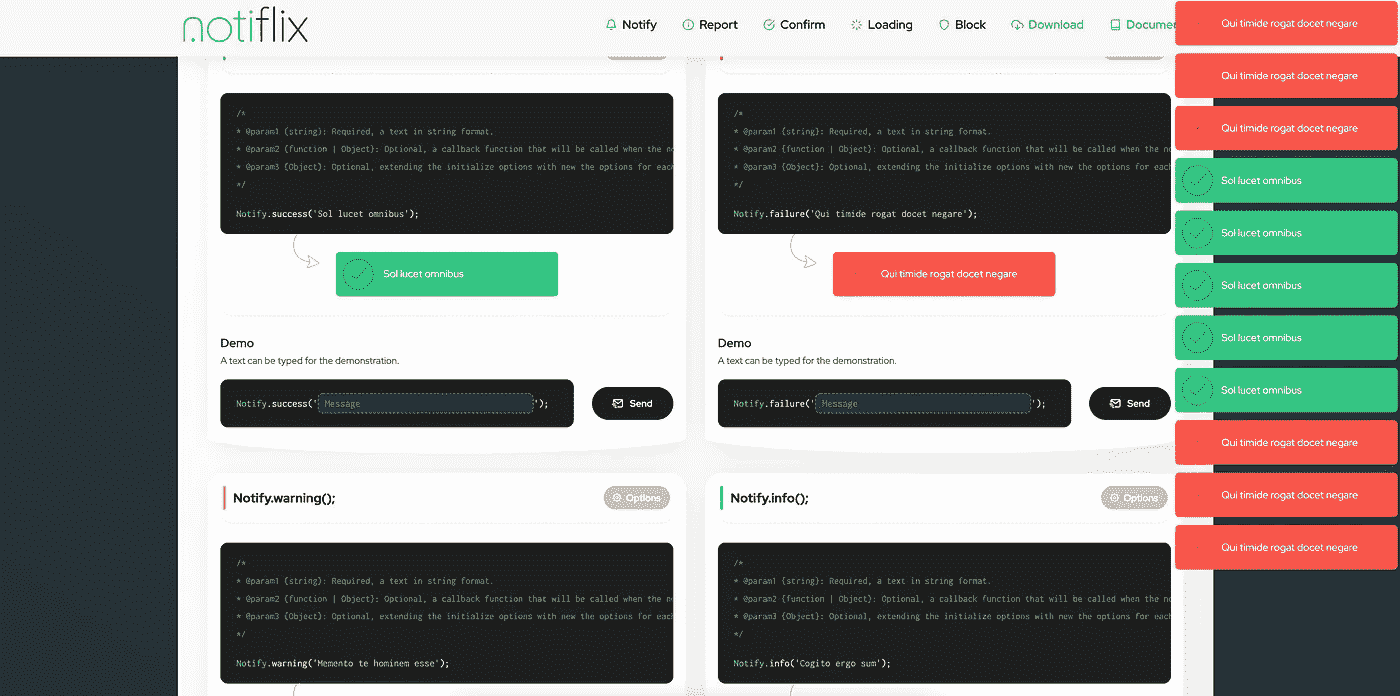 notiflix
Notify
Report
Confirm
Loading
Block
Download
Docume
/*
* @param1 {string}: Required, a text in string format.
* @param2 {function | Object}: Optional, a callback function that will be called when the no
* @param3 {Object}: Optional, extending the initialize options with new the options for each
*/
Notify.success('Sol lucet omnibus');
Sol lucet omnibus
Demo
A text can be typed for the demonstration.
Notify.success('Message');
Send
/*
* @param1 {string}: Required, a text in string format.
* @param2 {function | Object}: Optional, a callback function that will be called when the no
* @param3 {Object}: Optional, extending the initialize options with new the options for each
*/
Notify.failure('Qui timide rogat docet negare');
Qui timide rogat docet negare
Demo
A text can be typed for the demonstration.
Notify.failure('Message');
Send
Notify.warning();
Options
/*
* @param1 {string}: Required, a text in string format.
* @param2 {function | Object}: Optional, a callback function that will be called when the no
* @param3 {Object}: Optional, extending the initialize options with new the options for each
*/
Notify.warning('Memento te hominem esse');
Notify.info();
Options
/*
* @param1 {string}: Required, a text in string format.
* @param2 {function | Object}: Optional, a callback function that will be called when the no
* @param3 {Object}: Optional, extending the initialize options with new the options for each
*/
Notify.info('Cogito ergo sum');
Qui timide rogat docet negare
Qui timide rogat docet negare
Qui timide rogat docet negare
Sol lucet omnibus
Sol lucet omnibus
Sol lucet omnibus
Sol lucet omnibus
Sol lucet omnibus
Qui timide rogat docet negare
Qui timide rogat docet negare
Qui timide rogat docet negare